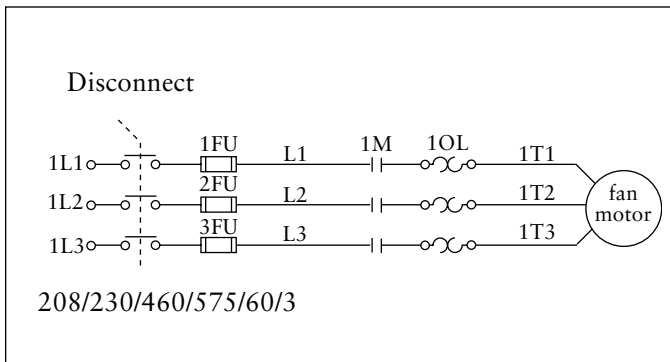 Disconnect
1FU 1M 1OL
1L1 L1 1T1
2FU
1L2 L2 1T2
fan
motor
3FU
1L3 L3 1T3
208/230/460/575/60/3